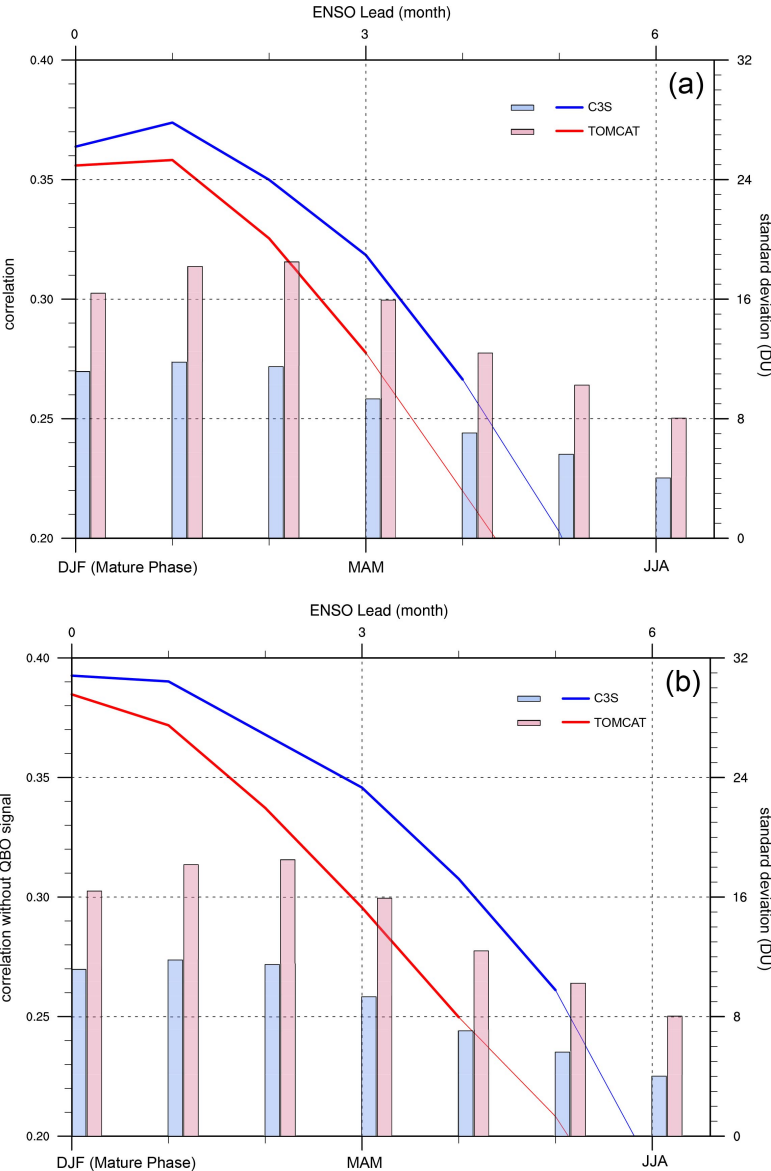 ENSO Lead (month)
0 3 6
(a)
C3S
TOMCAT
0.40
0.35
0.30
0.25
0.20
correlation
32
24
16
8
0
standard deviation (DU)
DJF (Mature Phase) MAM JJA
ENSO Lead (month)
0 3 6
(b)
C3S
TOMCAT
0.40
0.35
0.30
0.25
0.20
correlation without QBO signal
32
24
16
8
0
standard deviation (DU)
DJF (Mature Phase) MAM JJA